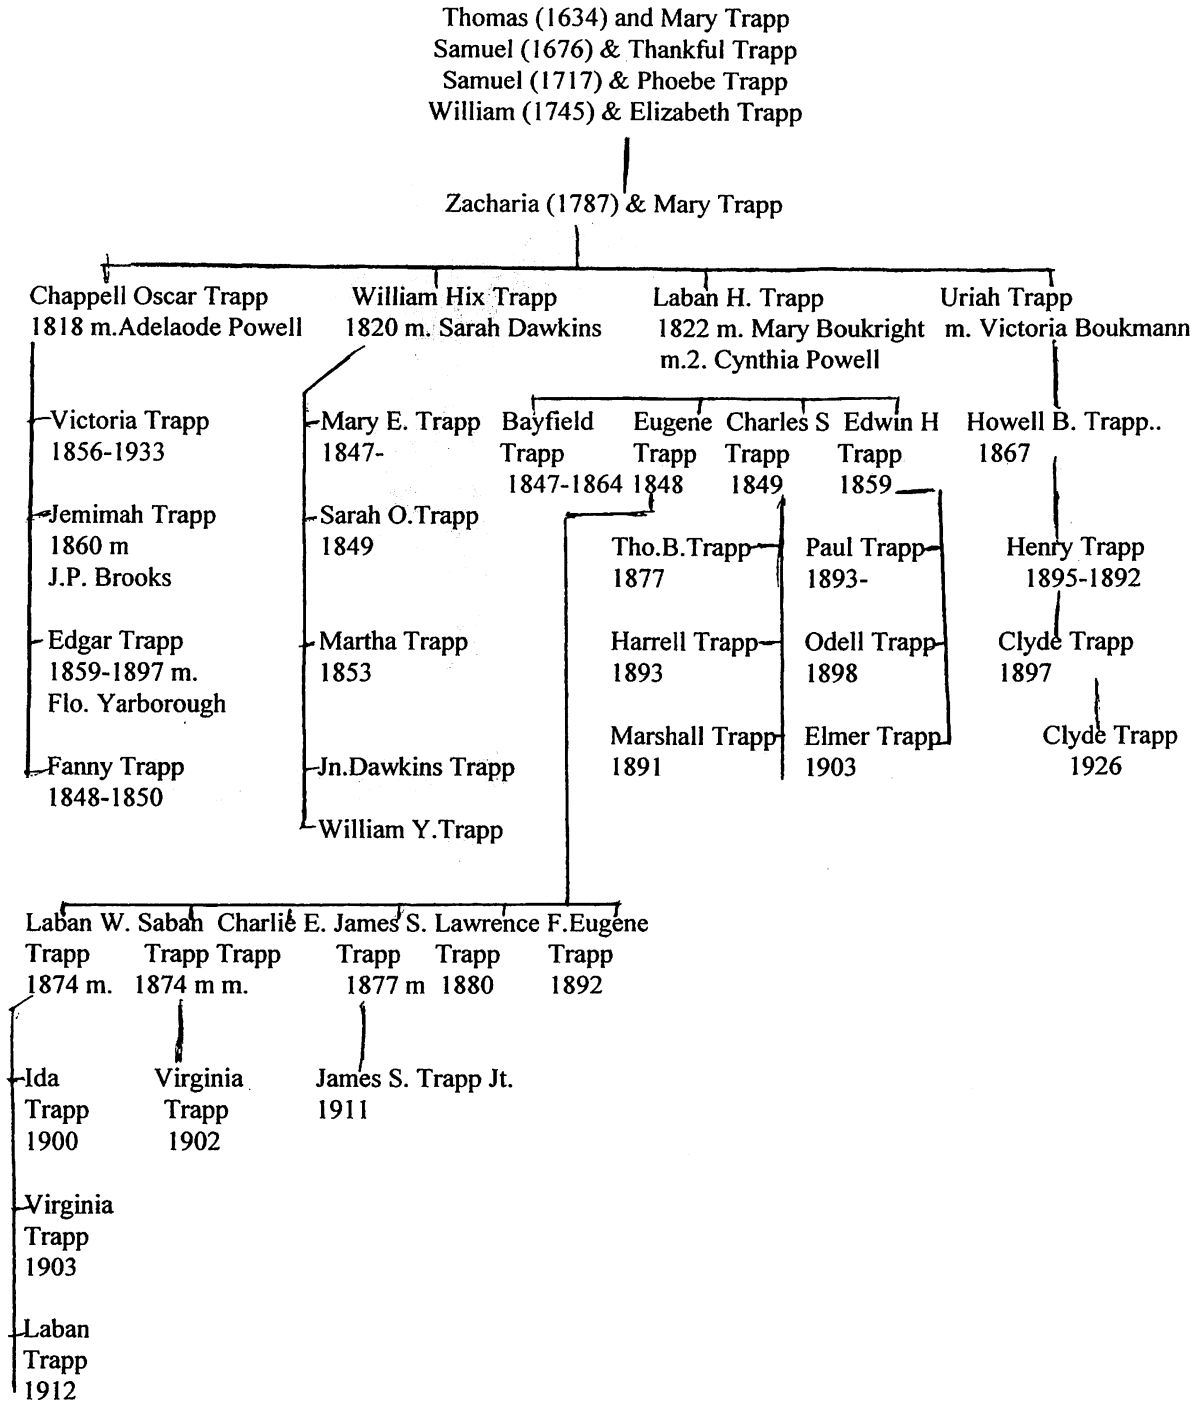 Thomas (1634) and Mary Trapp
Samuel (1676) & Thankful Trapp
Samuel (1717) & Phoebe Trapp
William (1745) & Elizabeth Trapp
Zacharia (1787) & Mary Trapp
Chappell Oscar Trapp
1818 m.Adelaode Powell
William Hix Trapp
1820 m. Sarah Dawkins
Laban H. Trapp
1822 m. Mary Boukright
m.2. Cynthia Powell
Uriah Trapp
m. Victoria Boukmann
Victoria Trapp
1856-1933
Jemimah Trapp
1860 m
J.P. Brooks
Edgar Trapp
1859-1897 m.
Flo. Yarborough
Fanny Trapp
1848-1850
Mary E. Trapp
1847-
Sarah O.Trapp
1849
Martha Trapp
1853
Jn.Dawkins Trapp
William Y.Trapp
Bayfield
Trapp
1847-1864
Eugene
Trapp
1848
Charles S
Trapp
1849
Edwin H
Trapp
1859
Tho.B.Trapp
1877
Harrell Trapp
1893
Marshall Trapp
1891
Paul Trapp
1893-
Odell Trapp
1898
Elmer Trapp
1903
Howell B. Trapp..
1867
Henry Trapp
1895-1892
Clyde Trapp
1897
Clyde Trapp
1926
Laban W.
Trapp
1874 m.
Saban
Trapp
1874 m
Charlie E.
Trapp
m.
James S.
Trapp
1877 m
Lawrence
Trapp
1880
F.Eugene
Trapp
1892
Ida
Trapp
1900
Virginia
Trapp
1903
Laban
Trapp
1912
Virginia
Trapp
1902
James S. Trapp Jt.
1911